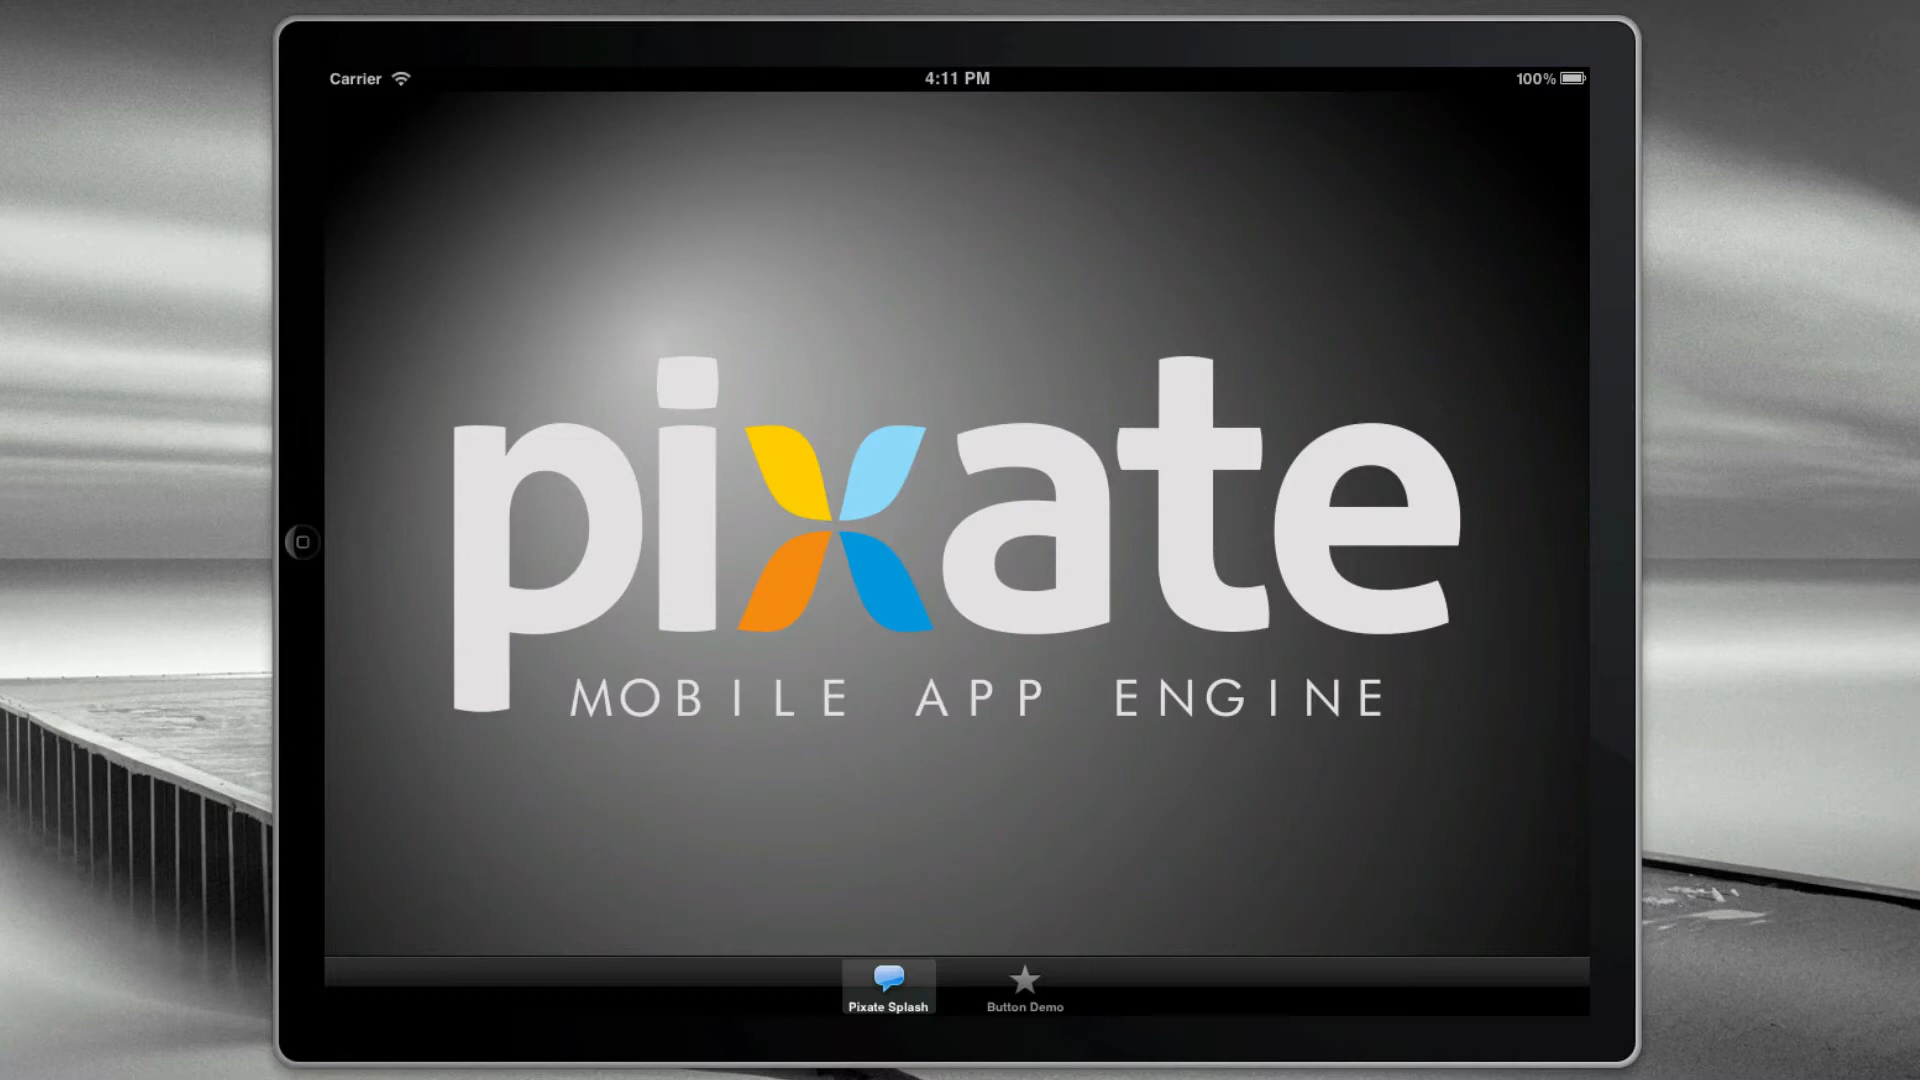 Carrier 4:11 PM 100%
pixate
MOBILE APP ENGINE
Pixate Splash Button Demo